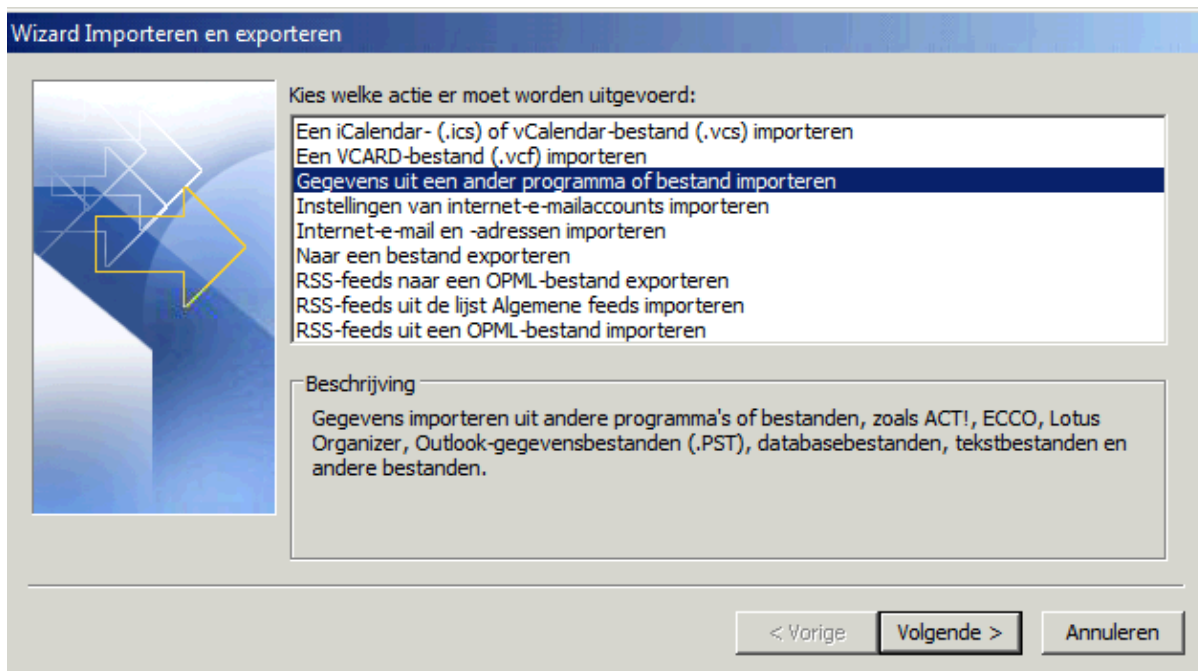 Wizard Importeren en exporteren
Kies welke actie er moet worden uitgevoerd:
Een iCalendar- (.ics) of vCalendar-bestand (.vcs) importeren
Een VCARD-bestand (.vcf) importeren
Gegevens uit een ander programma of bestand importeren
Instellingen van internet-e-mailaccounts importeren
Internet-e-mail en -adressen importeren
Naar een bestand exporteren
RSS-feeds naar een OPML-bestand exporteren
RSS-feeds uit de lijst Algemene feeds importeren
RSS-feeds uit een OPML-bestand importeren
Beschrijving
Gegevens importeren uit andere programma's of bestanden, zoals ACT!, ECCO, Lotus
Organizer, Outlook-gegevensbestanden (.PST), databasebestanden, tekstbestanden en
andere bestanden.
< Vorige Volgende > Annuleren